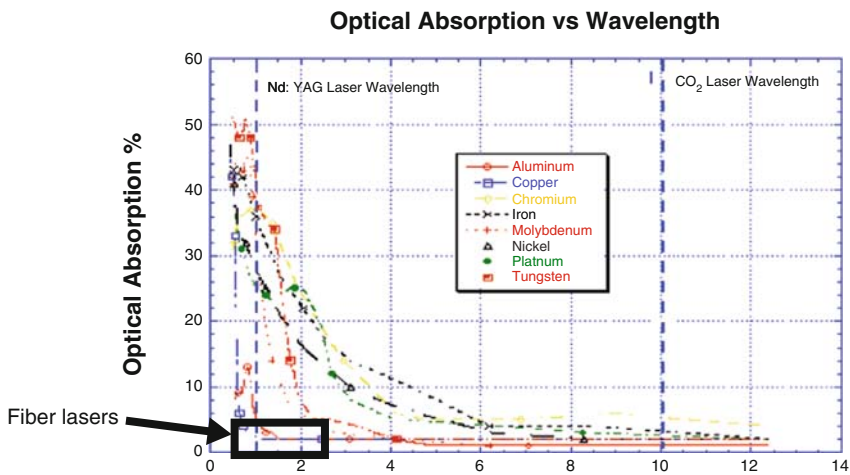 Optical Absorption vs Wavelength
Optical Absorption %
60
50
40
30
20
10
0
Nd: YAG Laser Wavelength
CO2 Laser Wavelength
Aluminum
Copper
Chromium
Iron
Molybdenum
Nickel
Platnum
Tungsten
Fiber lasers
0 2 4 6 8 10 12 14